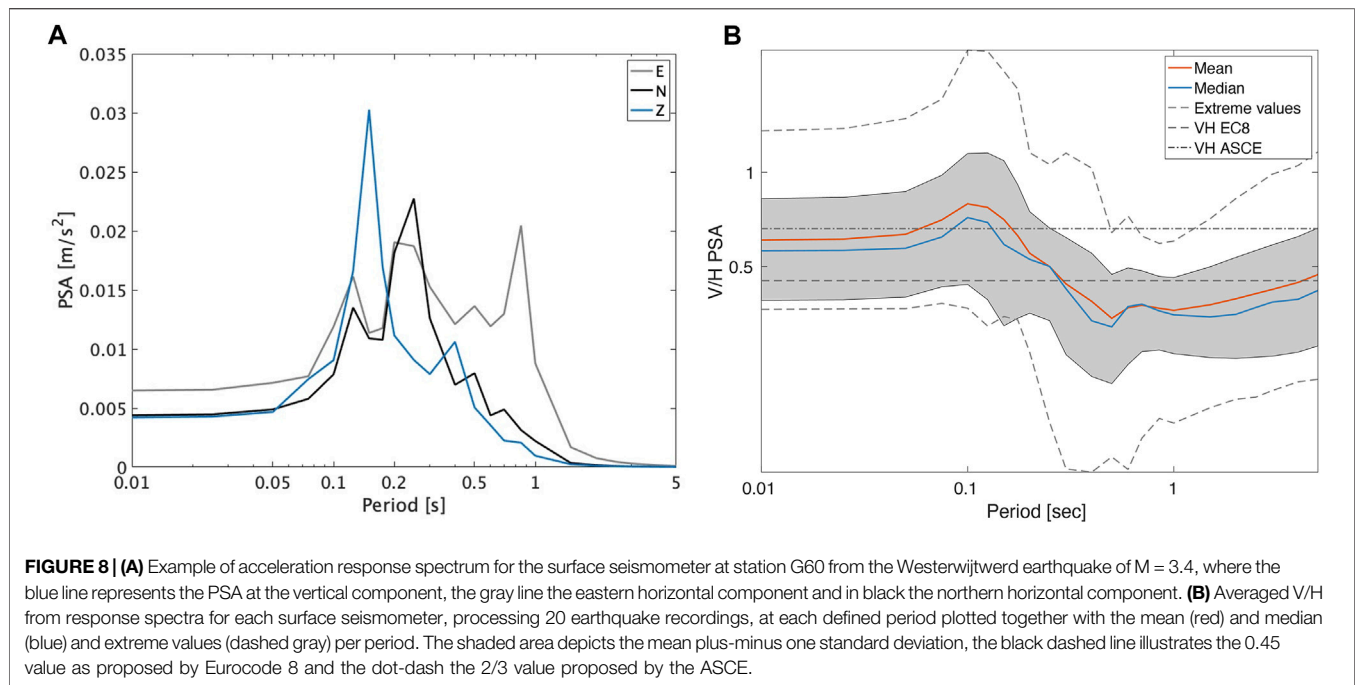 A
0.035
0.03
0.025
0.02
0.015
0.01
0.005
0
PSA [m/s²]
E
N
Z
0.01
0.05
0.1
0.2
0.5
1
5
Period [s]
B
1
0.5
V/H PSA
Mean
Median
Extreme values
VH EC8
VH ASCE
0.01
0.1
1
Period [sec]
FIGURE 8 | (A) Example of acceleration response spectrum for the surface seismometer at station G60 from the Westerwijtwerd earthquake of M = 3.4, where the
blue line represents the PSA at the vertical component, the gray line the eastern horizontal component and in black the northern horizontal component. (B) Averaged V/H
from response spectra for each surface seismometer, processing 20 earthquake recordings, at each defined period plotted together with the mean (red) and median
(blue) and extreme values (dashed gray) per period. The shaded area depicts the mean plus-minus one standard deviation, the black dashed line illustrates the 0.45
value as proposed by Eurocode 8 and the dot-dash the 2/3 value proposed by the ASCE.